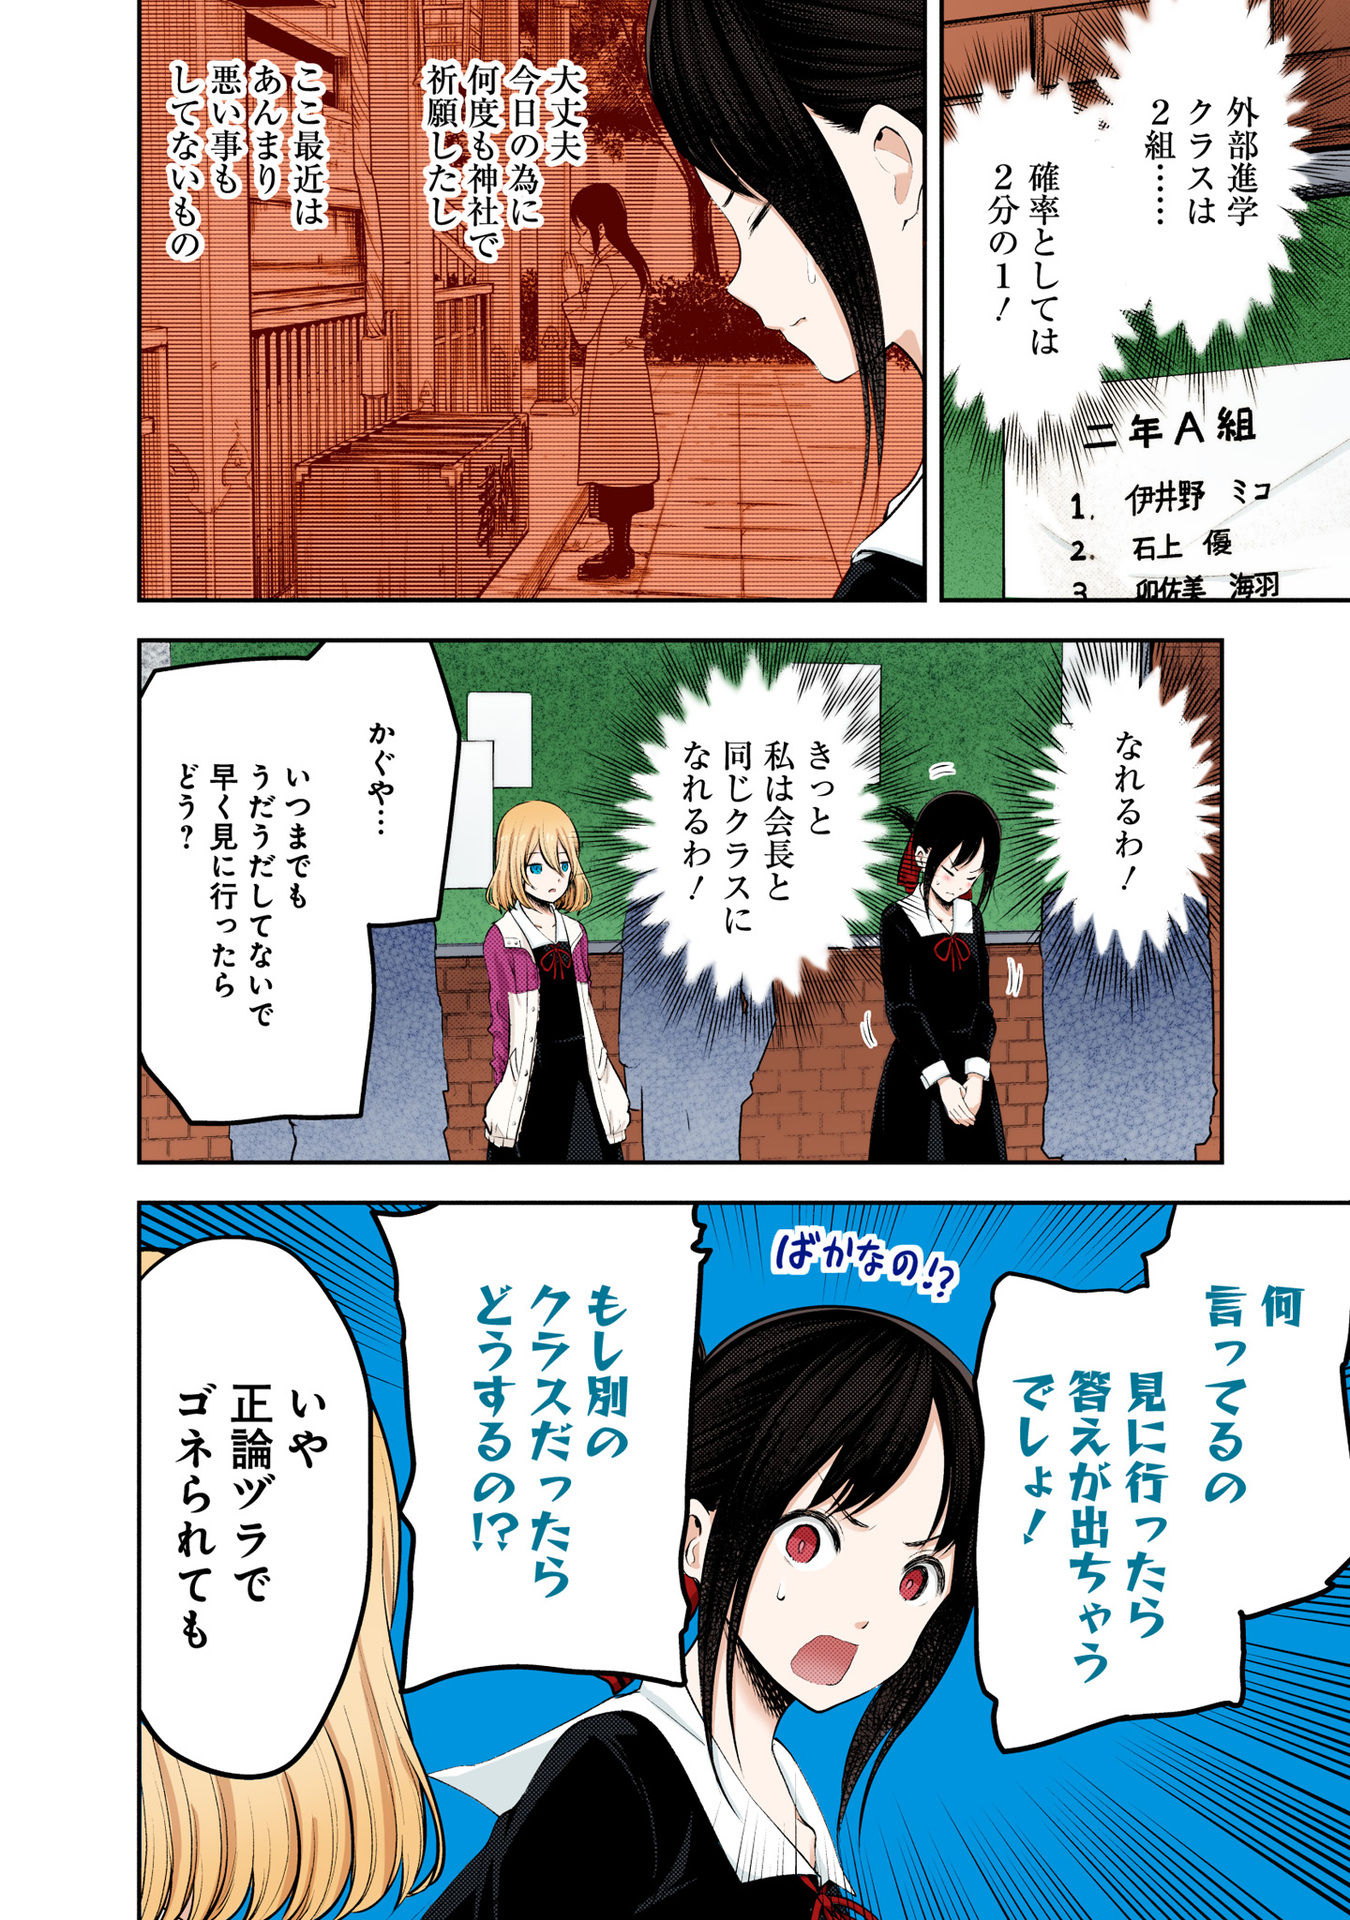 外部進学
クラスは
2組……
確率としては
2分の1!
二年A組
1. 伊井野 ミコ
2. 石上 優
3 卯佐美 海羽
大丈夫
今日の為に
何度も神社で
祈願したし
ここ最近は
あんまり
悪い事も
してないもの
なれるわ!
きっと
私は会長と
同じクラスに
なれるわ!
かぐや…
いつまでも
うだうだしてないで
早く見に行ったら
どう?
何
言ってるの
見に行ったら
答えが出ちゃう
でしょ!
ばかなの!?
もし別の
クラスだったら
どうするの!?
いや
正論ヅラで
ゴネられても